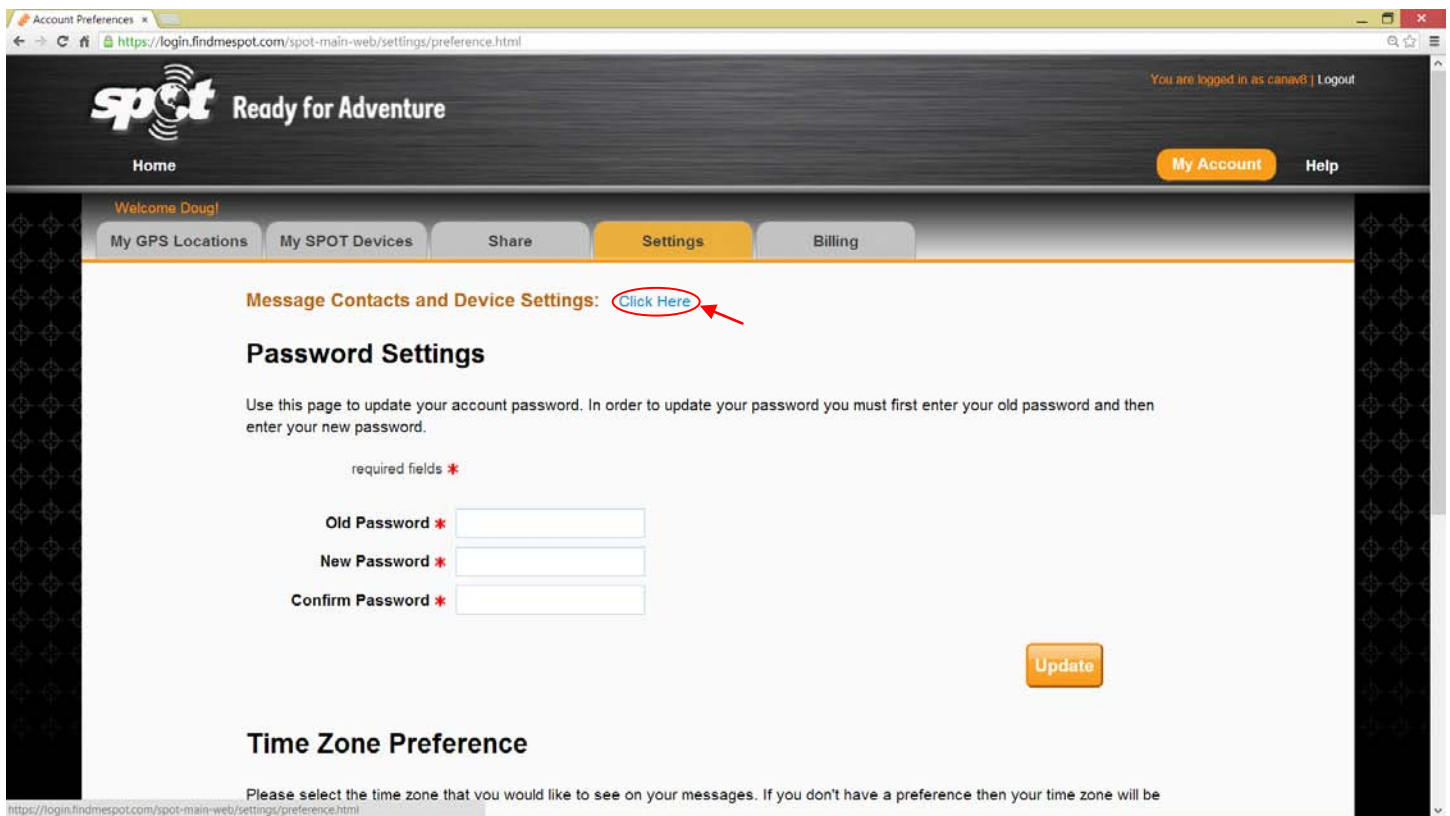 Account Preferences ×
https://login.findmespot.com/spot-main-web/settings/preference.html
spot Ready for Adventure
You are logged in as canav8 | Logout
Home
My Account
Help
Welcome Doug!
My GPS Locations
My SPOT Devices
Share
Settings
Billing
Message Contacts and Device Settings: Click Here
Password Settings
Use this page to update your account password. In order to update your password you must first enter your old password and then
enter your new password.
required fields *
Old Password *
New Password *
Confirm Password *
Update
Time Zone Preference
Please select the time zone that you would like to see on your messages. If you don't have a preference then your time zone will be
https://login.findmespot.com/spot-main-web/settings/preference.html